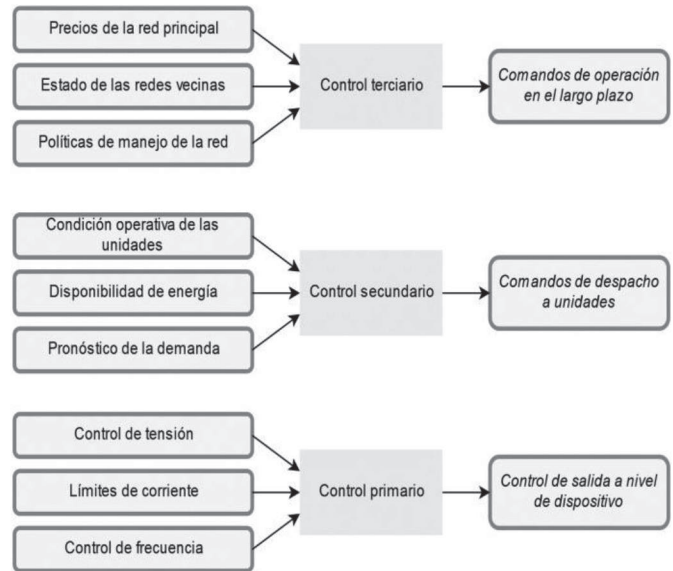 Precios de la red principal
Estado de las redes vecinas
Políticas de manejo de la red
Control terciario
Comandos de operación
en el largo plazo
Condición operativa de las
unidades
Disponibilidad de energía
Pronóstico de la demanda
Control secundario
Comandos de despacho
a unidades
Control de tensión
Límites de corriente
Control de frecuencia
Control primario
Control de salida a nivel
de dispositivo